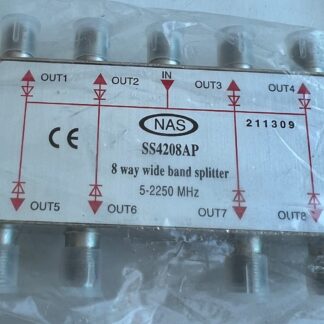 OUT1 OUT2 IN OUT3 OUT4
NAS 211309
CE SS4208AP
8 way wide band splitter
5-2250 MHz
OUT5 OUT6 OUT7 OUT8